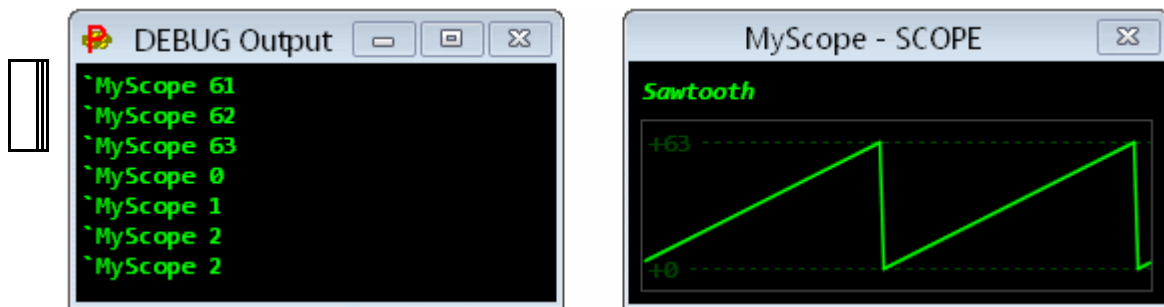 DEBUG Output
`MyScope 61
`MyScope 62
`MyScope 63
`MyScope 0
`MyScope 1
`MyScope 2
`MyScope 2
MyScope - SCOPE
Sawtooth
+63
+0